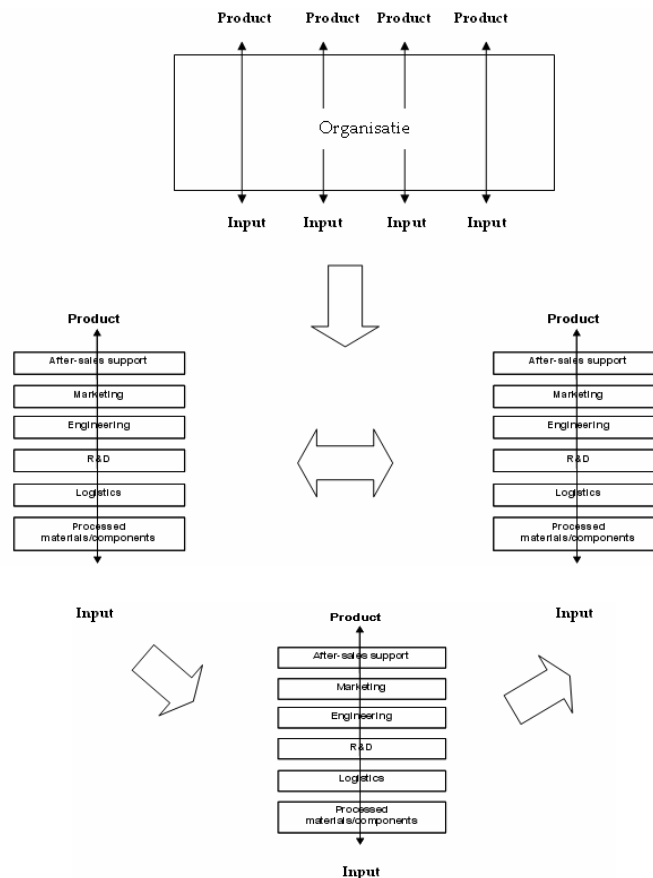 Product Product Product Product
Organisatie
Input Input Input Input
Product
After-sales support
Marketing
Engineering
R&D
Logistics
Processed
materials/components
Input
Product
After-sales support
Marketing
Engineering
R&D
Logistics
Processed
materials/components
Input
Product
After-sales support
Marketing
Engineering
R&D
Logistics
Processed
materials/components
Input